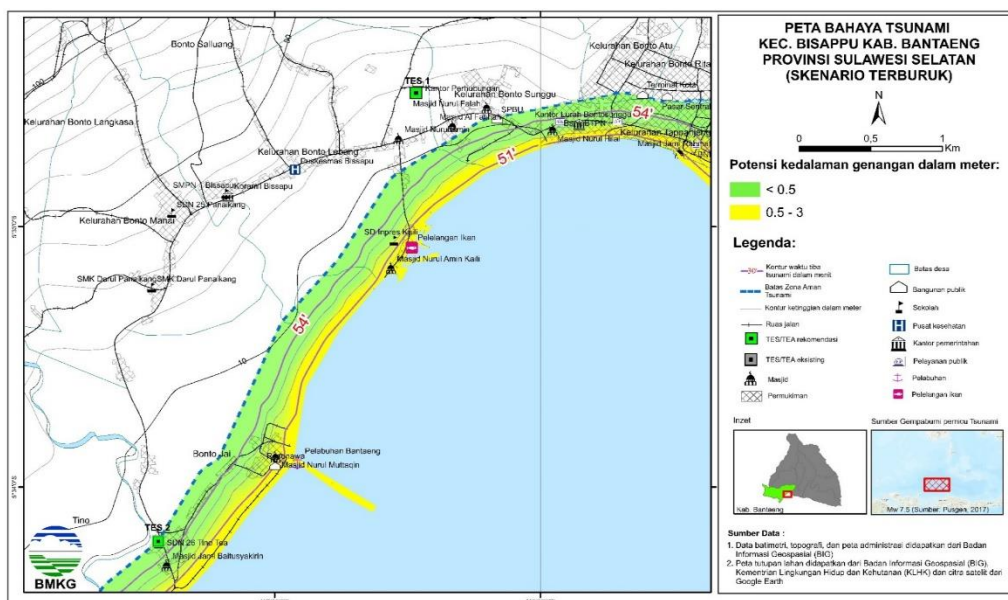 PETA BAHAYA TSUNAMI
KEC. BISAPPU KAB. BANTAENG
PROVINSI SULAWESI SELATAN
(SKENARIO TERBURUK)
N
0 0,5 1
Km
Potensi kedalaman genangan dalam meter:
< 0.5
0.5 - 3
Legenda:
Kontur waktu tiba
tsunami dalam menit
Batas Zona Aman
Tsunami
Kontur ketinggian dalam meter
Ruas jalan
TES/TEA rekomendasi
TES/TEA eksisting
Masjid
Permukiman
Batas desa
Bangunan publik
Sekolah
Pusat kesehatan
Kantor pemerintahan
Pelayanan publik
Pelabuhan
Pelelangan ikan
Inzet
Kab. Bantaeng
Sumber Gempabumi pemicu Tsunami
Mw 7.5 (Sumber: Pusgen, 2017)
Sumber Data :
1. Data batimetri, topografi, dan peta administrasi didapatkan dari Badan
Informasi Geospasial (BIG)
2. Peta tutupan lahan didapatkan dari Badan Informasi Geospasial (BIG),
Kementerian Lingkungan Hidup dan Kehutanan (KLHK) dan citra satelit dari
Google Earth
Bonto Salluang
Kelurahan Bonto Atu
Kelurahan Bonto Rita
Terminal Kota
TES 1
Kantor Perhubungan
Kelurahan Bonto Sunggu
Masjid Nurul Falah
SPBU
100
Kelurahan Bonto Langkasa
54'
51'
Kelurahan Bonto Lebang
Puskesmas Bissapu
SMPN 1 Bissapu
Koramil Bissapu
SDN 25 Panaikang
Kelurahan Bonto Manai
SD Inpres Kaili
Pelelangan Ikan
Masjid Nurul Amin Kaili
SMK Darul Panaikang
SMK Darul Panaikang
54'
10
Bonto Jai
Pelabuhan Bantaeng
Masjid Nurul Muttaqin
Tino
TES 2
SDN 26 Tino Toa
Masjid Jami Baitusyakirin
BMKG